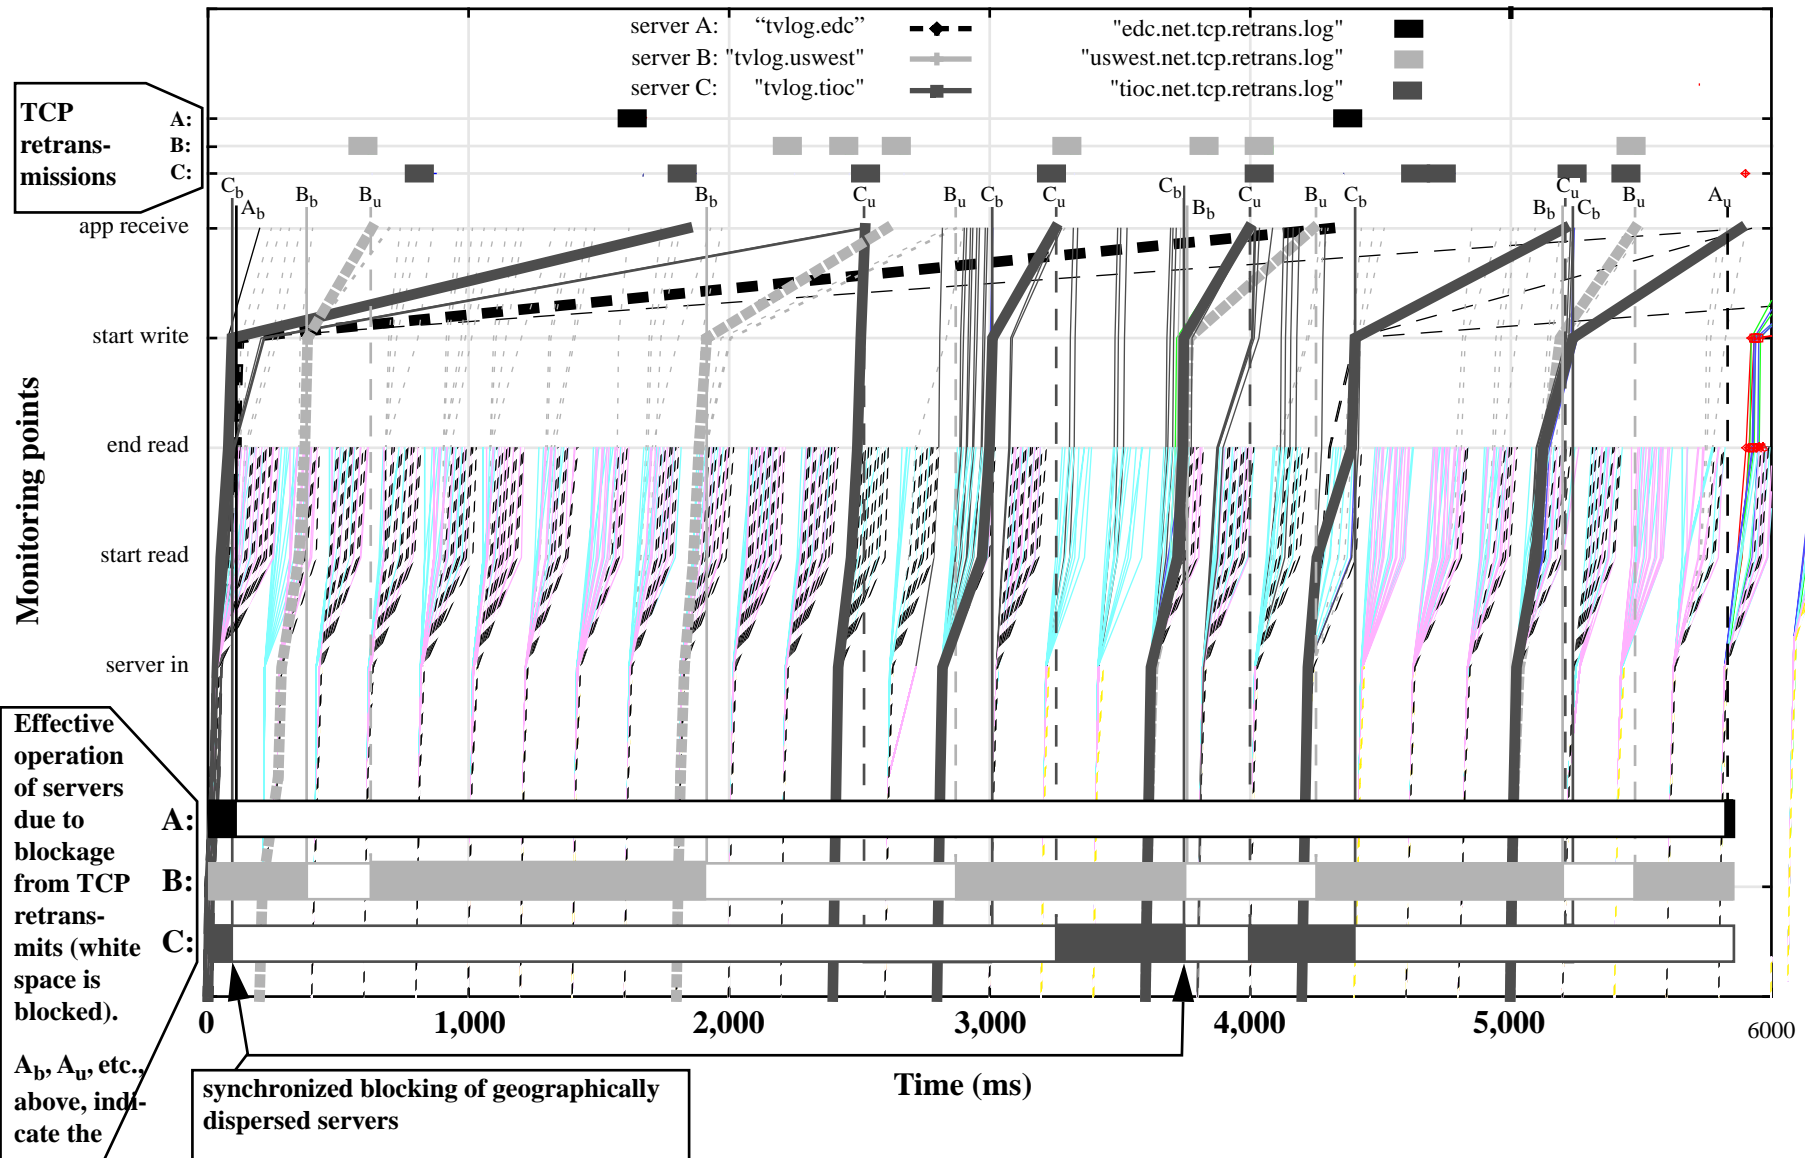 server A: “tvlog.edc” "edc.net.tcp.retrans.log"
server B: "tvlog.uswest" "uswest.net.tcp.retrans.log"
server C: "tvlog.tioc" "tioc.net.tcp.retrans.log"
TCP
retrans-
missions
A:
B:
C:
Cb Ab Bb Bu Bb Cu Bu Cb Cu Cb Bb Cu Bu Cb Bb Cu Cb Bu Au
app receive
start write
end read
start read
server in
Monitoring points
Effective
operation
of servers
due to
blockage
from TCP
retrans-
mits (white
space is
blocked).
Ab, Au, etc.,
above, indi-
cate the
A:
B:
C:
0 1,000 2,000 3,000 4,000 5,000 6000
Time (ms)
synchronized blocking of geographically
dispersed servers